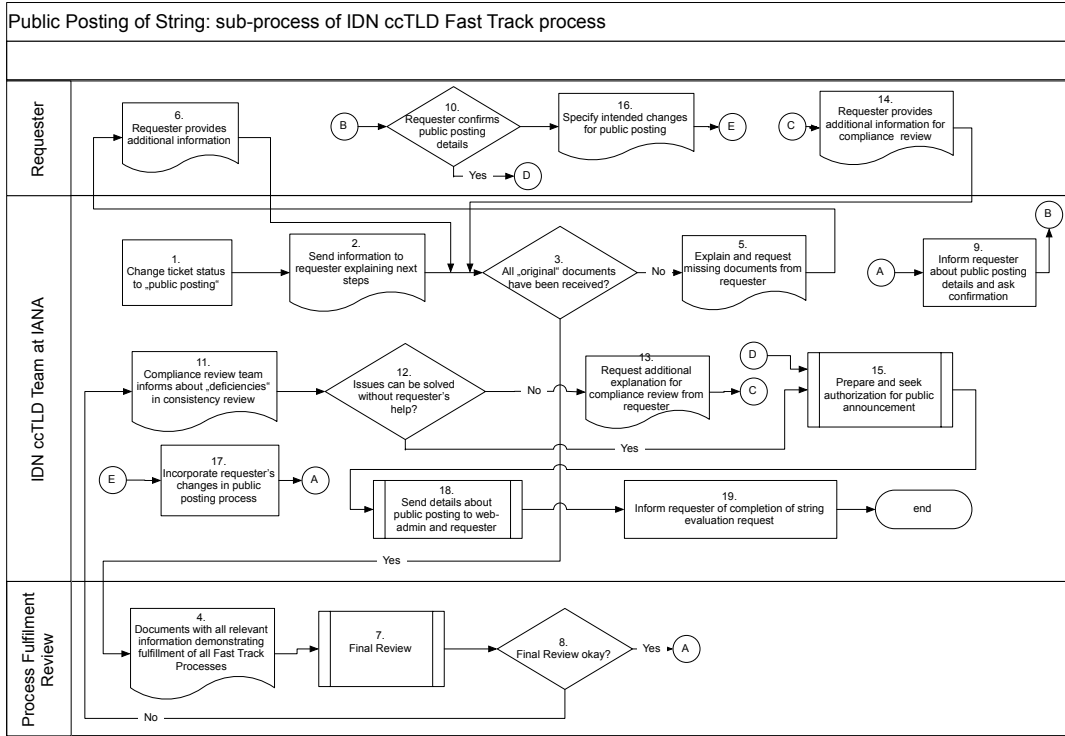 Public Posting of String: sub-process of IDN ccTLD Fast Track process
Requester
6.
Requester provides
additional information
B
10.
Requester confirms
public posting
details
Yes
D
16.
Specify intended changes
for public posting
E
C
14.
Requester provides
additional information for
compliance review
IDN ccTLD Team at IANA
1.
Change ticket status
to „public posting“
2.
Send information to
requester explaining next
steps
3.
All „original“ documents
have been received?
No
5.
Explain and request
missing documents from
requester
A
9.
Inform requester
about public posting
details and ask
confirmation
B
11.
Compliance review team
informs about „deficiencies“
in consistency review
12.
Issues can be solved
without requester’s
help?
No
13.
Request additional
explanation for
compliance review from
requester
C
D
15.
Prepare and seek
authorization for public
announcement
Yes
E
17.
Incorporate requester’s
changes in public
posting process
A
18.
Send details about
public posting to web-
admin and requester
19.
Inform requester of completion of string
evaluation request
end
Yes
Process Fulfilment
Review
4.
Documents with all relevant
information demonstrating
fulfillment of all Fast Track
Processes
7.
Final Review
8.
Final Review okay?
Yes
A
No